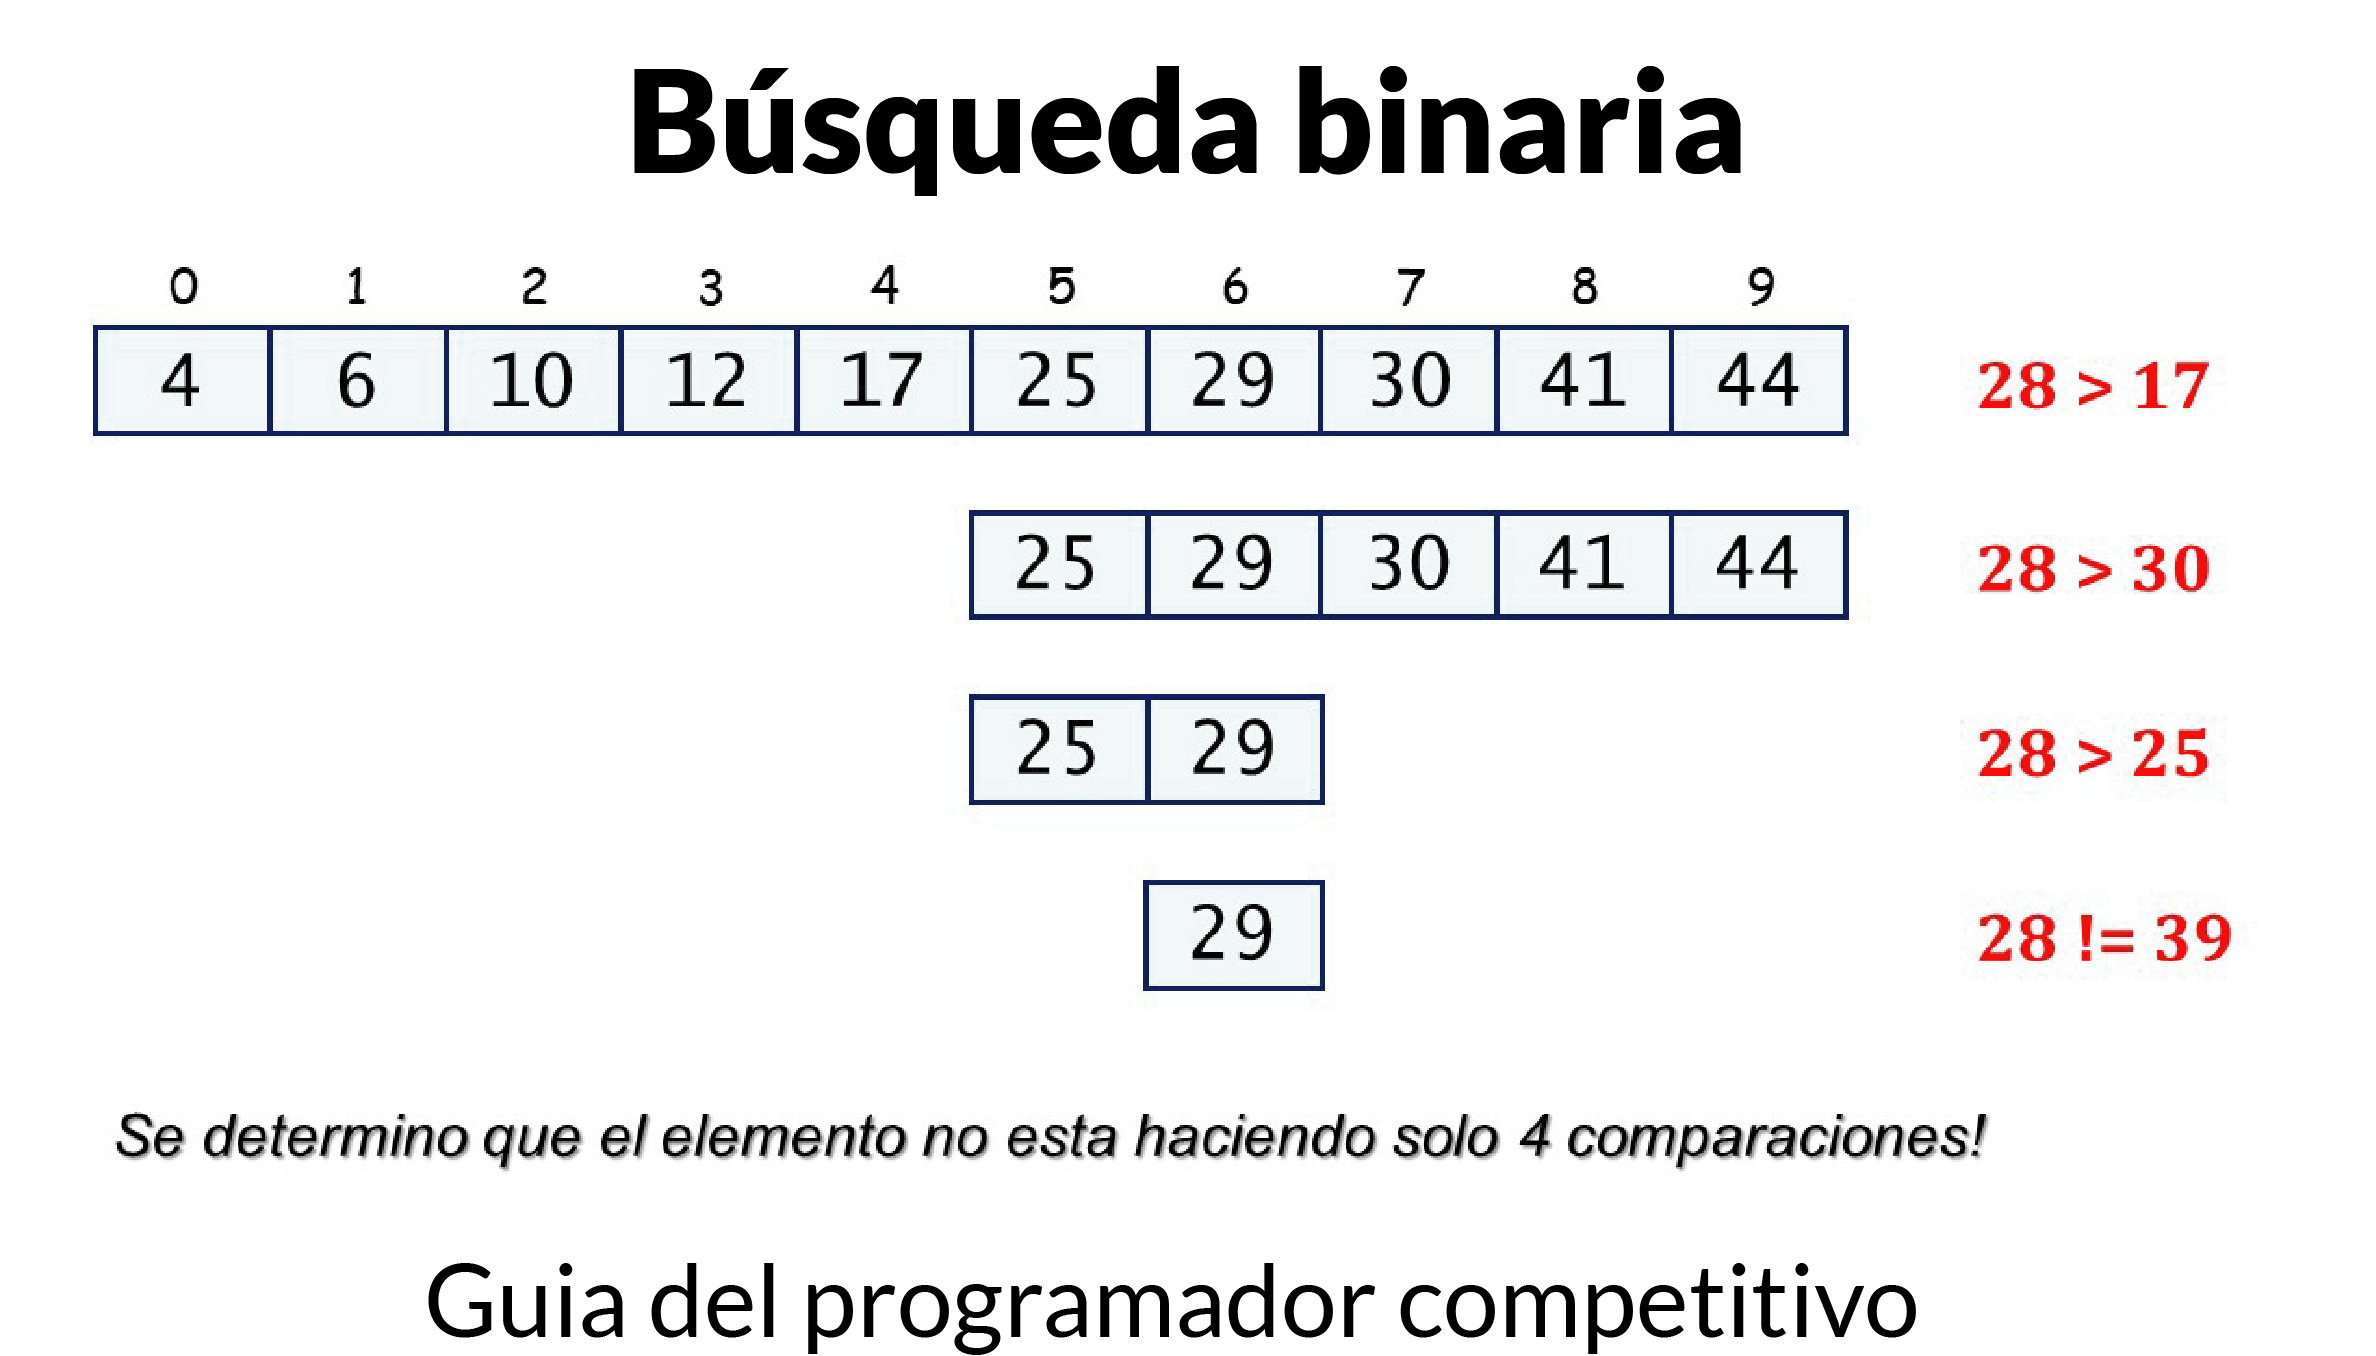 Búsqueda binaria
0 1 2 3 4 5 6 7 8 9
4 6 10 12 17 25 29 30 41 44 28 > 17
25 29 30 41 44 28 > 30
25 29 28 > 25
29 28 != 39
Se determino que el elemento no esta haciendo solo 4 comparaciones!
Guia del programador competitivo